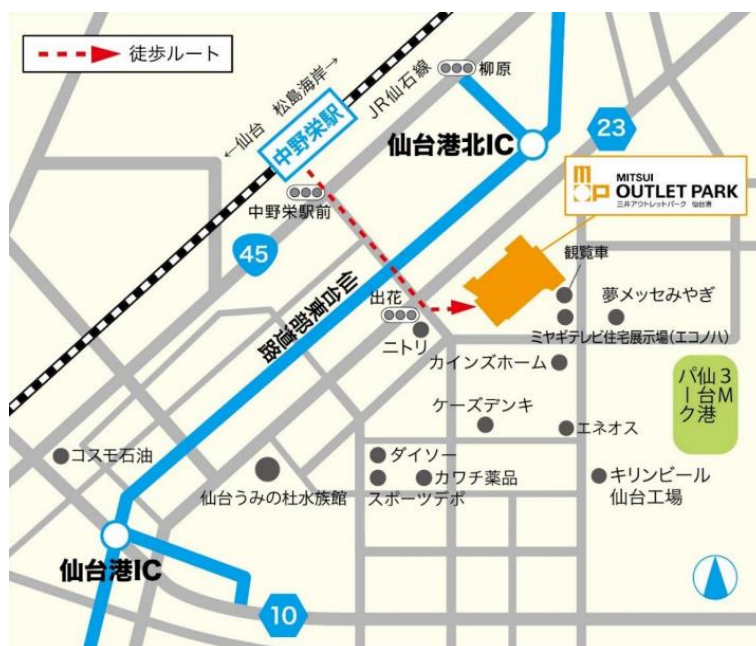 徒歩ルート
←仙台 松島海岸→
JR仙石線
柳原
中野栄駅
仙台港北IC
23
MITSUI
OUTLET PARK
三井アウトレットパーク 仙台港
中野栄駅前
45
観覧車
仙台東部道路
出花
夢メッセみやぎ
ニトリ
ミヤギテレビ住宅展示場(エコノハ)
カインズホーム
3M
仙台港
パーク
ケーズデンキ
エネオス
コスモ石油
ダイソー
仙台うみの杜水族館
カワチ薬品
スポーツデポ
キリンビール
仙台工場
仙台港IC
10